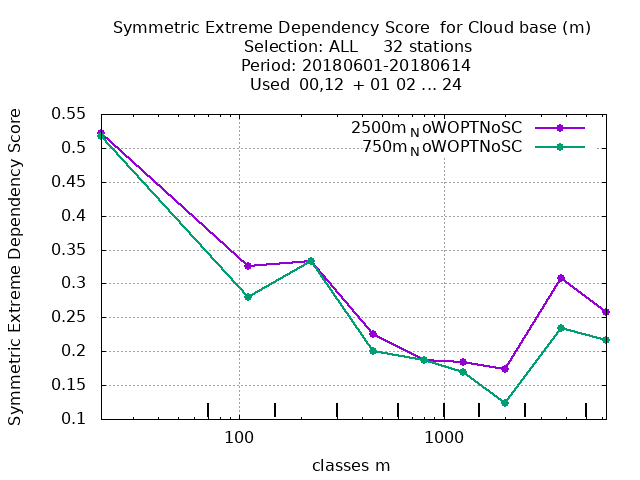 Symmetric Extreme Dependency Score  for Cloud base (m)
Selection: ALL     32 stations
Period: 20180601-20180614
Used  00,12  + 01 02 ... 24
Symmetric Extreme Dependency Score
0.55
0.5
0.45
0.4
0.35
0.3
0.25
0.2
0.15
0.1
2500m_NoWOPTNoSC
750m_NoWOPTNoSC
100
1000
classes m